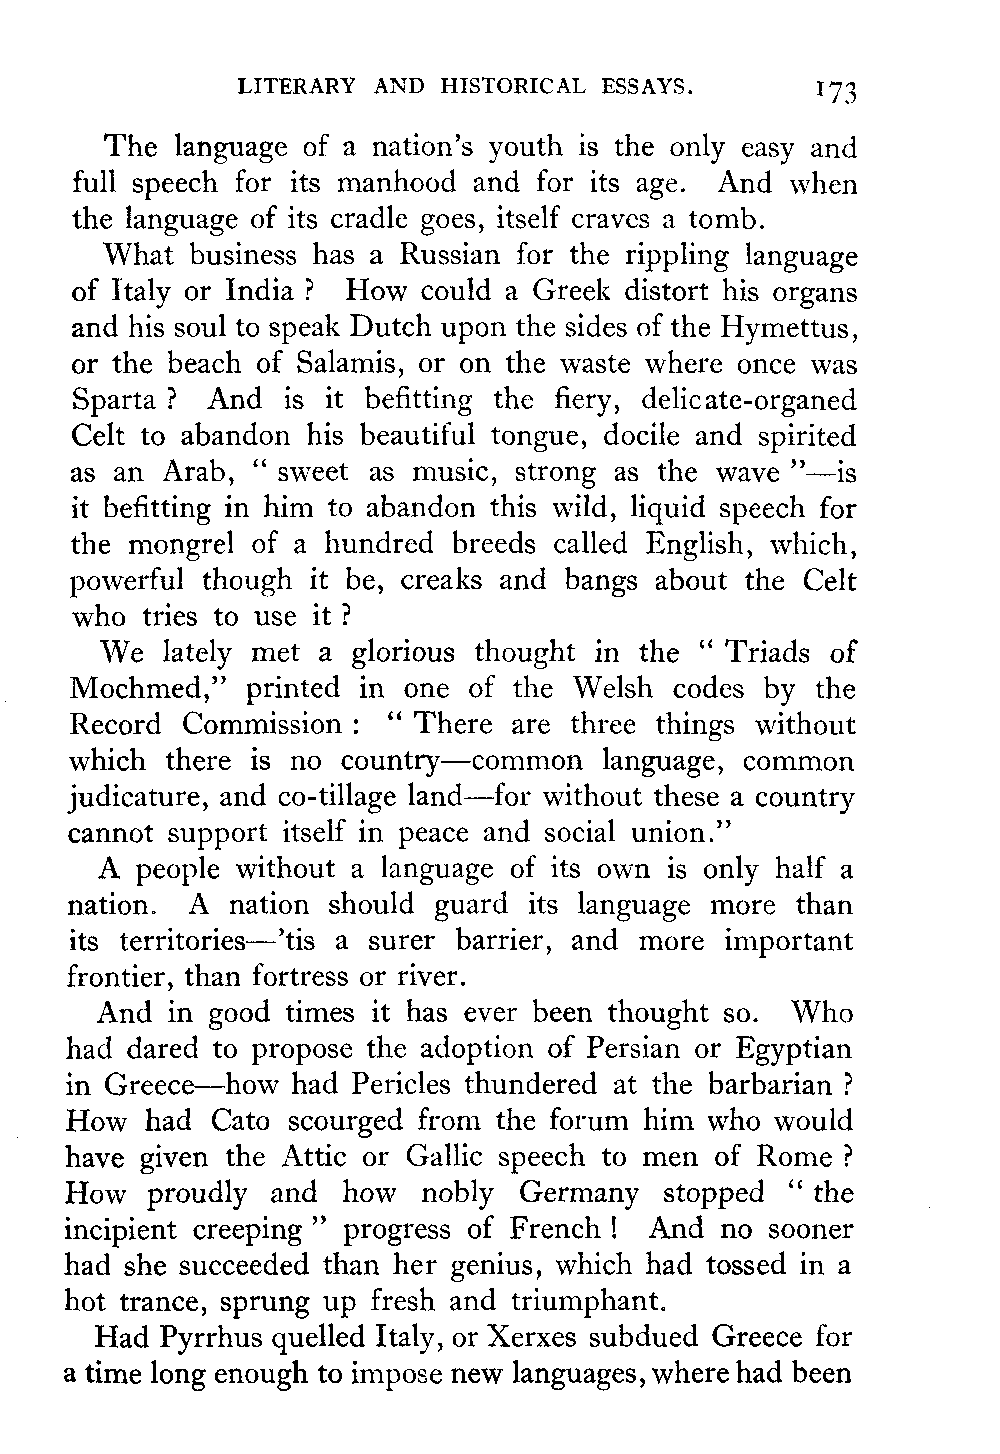 LITERARY AND HISTORICAL ESSAYS. 173
The language of a nation's youth is the only easy and
full speech for its manhood and for its age. And when
the language of its cradle goes, itself craves a tomb.
What business has a Russian for the rippling language
of Italy or India ? How could a Greek distort his organs
and his soul to speak Dutch upon the sides of the Hymettus,
or the beach of Salamis, or on the waste where once was
Sparta ? And is it befitting the fiery, delicate-organed
Celt to abandon his beautiful tongue, docile and spirited
as an Arab, “ sweet as music, strong as the wave ”—is
it befitting in him to abandon this wild, liquid speech for
the mongrel of a hundred breeds called English, which,
powerful though it be, creaks and bangs about the Celt
who tries to use it ?
We lately met a glorious thought in the “ Triads of
Mochmed,” printed in one of the Welsh codes by the
Record Commission : “ There are three things without
which there is no country—common language, common
judicature, and co-tillage land—for without these a country
cannot support itself in peace and social union.”
A people without a language of its own is only half a
nation. A nation should guard its language more than
its territories—’tis a surer barrier, and more important
frontier, than fortress or river.
And in good times it has ever been thought so. Who
had dared to propose the adoption of Persian or Egyptian
in Greece—how had Pericles thundered at the barbarian ?
How had Cato scourged from the forum him who would
have given the Attic or Gallic speech to men of Rome ?
How proudly and how nobly Germany stopped “ the
incipient creeping ” progress of French ! And no sooner
had she succeeded than her genius, which had tossed in a
hot trance, sprung up fresh and triumphant.
Had Pyrrhus quelled Italy, or Xerxes subdued Greece for
a time long enough to impose new languages, where had been